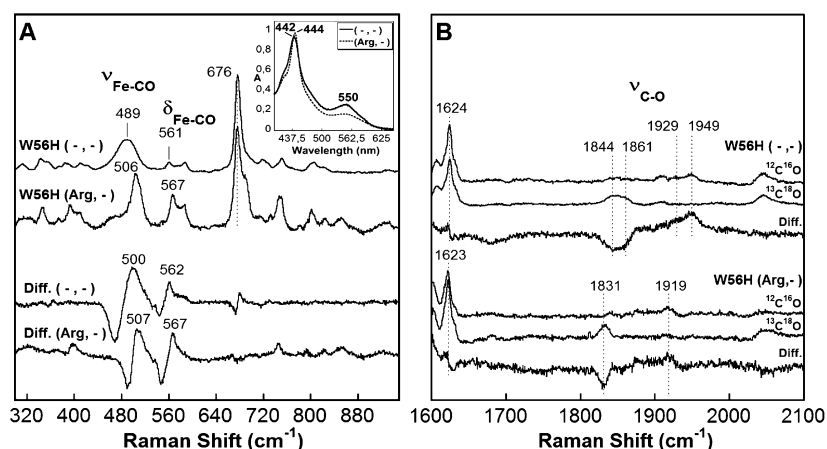 A
ν Fe-CO
δ Fe-CO
489
561
676
W56H (-,-)
506
567
W56H (Arg,-)
500
562
Diff. (-,-)
507
567
Diff. (Arg,-)
320 400 480 560 640 720 800 880
Raman Shift (cm⁻¹)
442 444
(-,-)
(Arg,-)
550
1
0,8
0,6
0,4
0,2
0
A
437,5 500 562,5 625
Wavelength (nm)
B
ν C-O
1624
1844 1861
1929 1949
W56H (-,-)
¹²C¹⁶O
¹³C¹⁸O
Diff.
1623
1831
1919
W56H (Arg,-)
¹²C¹⁶O
¹³C¹⁸O
Diff.
1600 1700 1800 1900 2000 2100
Raman Shift (cm⁻¹)